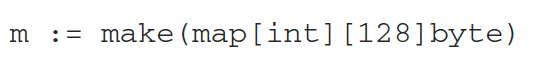 m := make(map[int][128]byte)